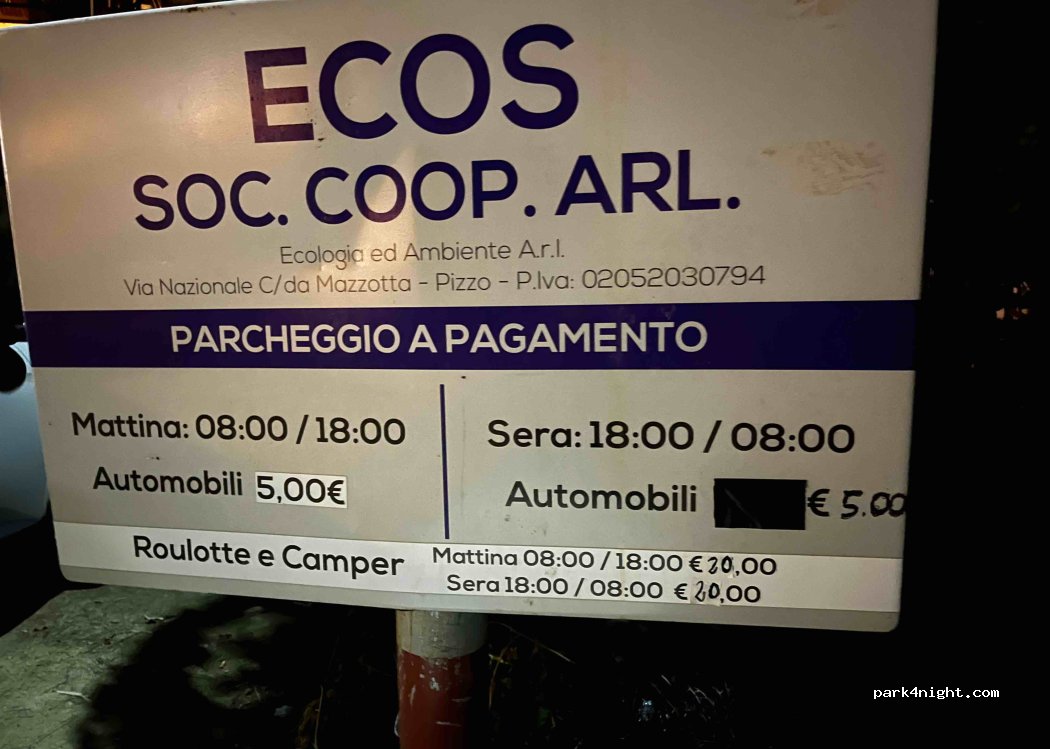 ECOS
SOC. COOP. ARL.
Ecologia ed Ambiente A.r.l.
Via Nazionale C/da Mazzotta - Pizzo - P.Iva: 02052030794
PARCHEGGIO A PAGAMENTO
Mattina: 08:00 / 18:00
Automobili 5,00€
Sera: 18:00 / 08:00
Automobili € 5.00
Roulotte e Camper
Mattina 08:00 / 18:00 € 20,00
Sera 18:00 / 08:00 € 20,00
park4night.com